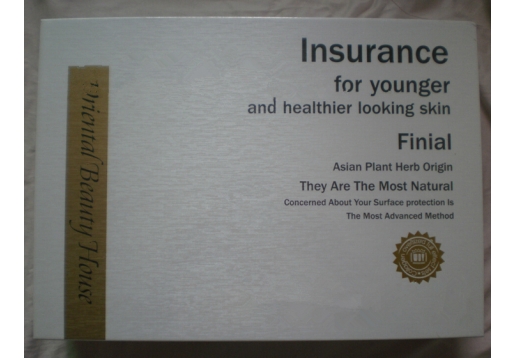 Insurance
for younger
and healthier looking skin
Finial
Asian Plant Herb Origin
They Are The Most Natural
Concerned About Your Surface protection Is
The Most Advanced Method
Oriental Beauty House